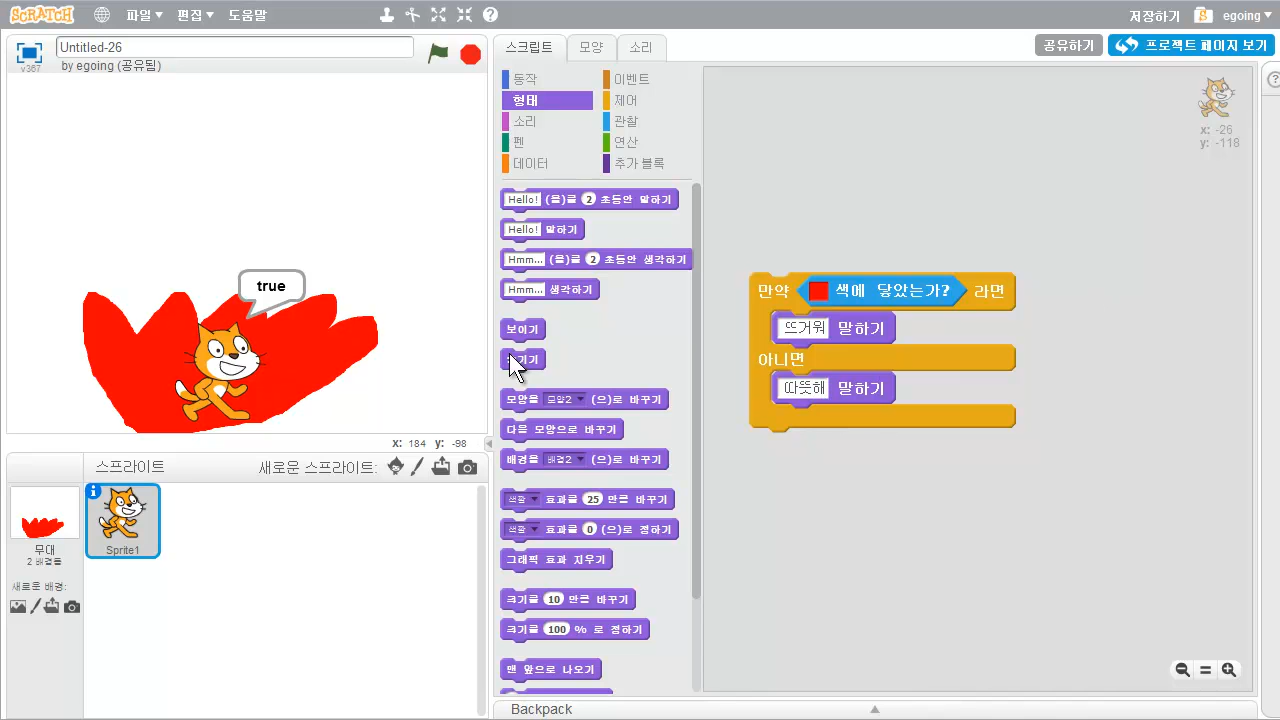 SCRATCH 파일 편집 도움말 저장하기 egoing
v367 Untitled-26
by egoing (공유됨)
스크립트 모양 소리 공유하기 프로젝트 페이지 보기
동작 이벤트
형태 제어
소리 관찰
펜 연산
데이터 추가 블록
x: -26
y: -118
Hello! (을)를 2 초동안 말하기
Hello! 말하기
Hmm... (을)를 2 초동안 생각하기
Hmm... 생각하기
보이기
모양을 모양2 (으)로 바꾸기
다음 모양으로 바꾸기
배경을 배경2 (으)로 바꾸기
색깔 효과를 25 만큼 바꾸기
색깔 효과를 0 (으)로 정하기
그래픽 효과 지우기
크기를 10 만큼 바꾸기
크기를 100 % 로 정하기
맨 앞으로 나오기
만약 색에 닿았는가? 라면
뜨거워 말하기
아니면
따뜻해 말하기
true
x: 184 y: -98
스프라이트 새로운 스프라이트:
무대
2 배경들
새로운 배경:
Sprite1
Backpack